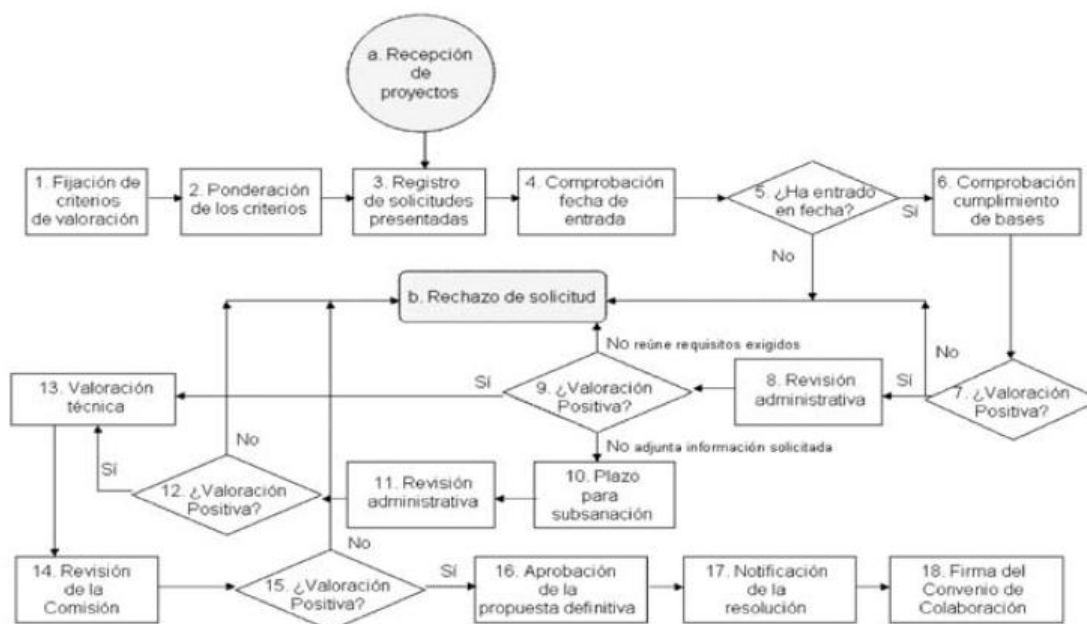 a. Recepción
de
proyectos
1. Fijación de
criterios
de valoración
2. Ponderación
de los criterios
3. Registro
de solicitudes
presentadas
4. Comprobación
fecha de
entrada
5. ¿Ha entrado
en fecha?
Sí
6. Comprobación
cumplimiento
de bases
No
b. Rechazo de solicitud
No reúne requisitos exigidos
No
13. Valoración
técnica
Sí
9. ¿Valoración
Positiva?
8. Revisión
administrativa
Sí
7. ¿Valoración
Positiva?
No
No adjunta información solicitada
Sí
12. ¿Valoración
Positiva?
11. Revisión
administrativa
10. Plazo
para
subsanación
No
14. Revisión
de la
Comisión
15. ¿Valoración
Positiva?
Sí
16. Aprobación
de la
propuesta definitiva
17. Notificación
de la
resolución
18. Firma del
Convenio de
Colaboración